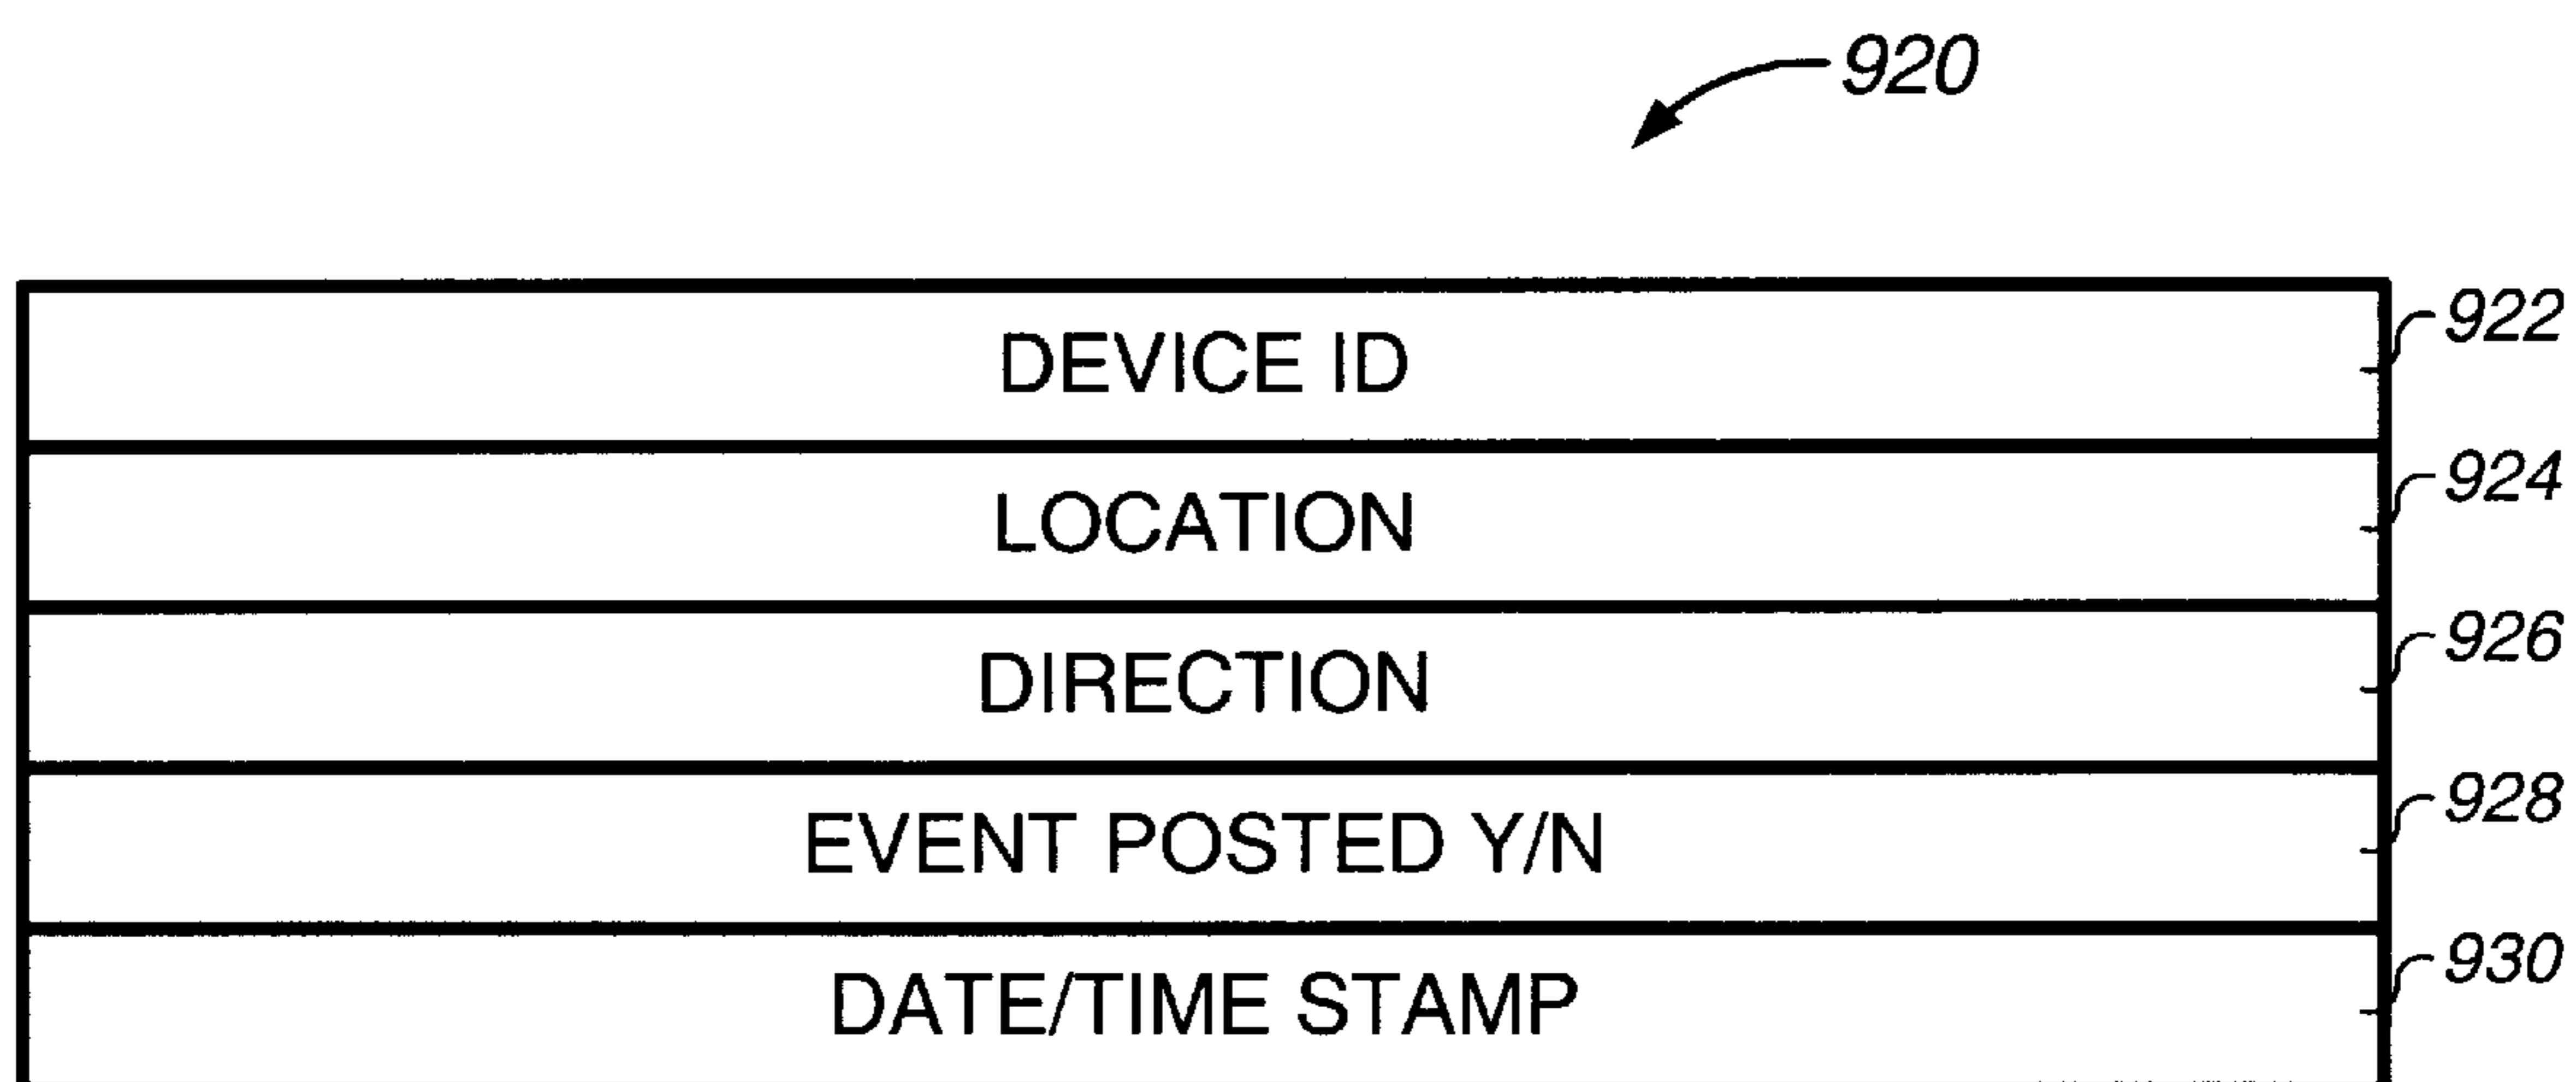 920
DEVICE ID 922
LOCATION 924
DIRECTION 926
EVENT POSTED Y/N 928
DATE/TIME STAMP 930